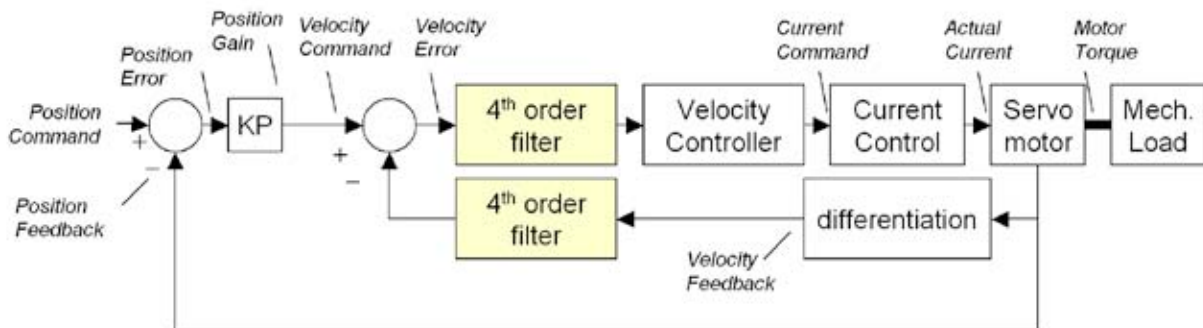 Position
Error
Position
Gain
Velocity
Command
Velocity
Error
Current
Command
Actual
Current
Motor
Torque
Position
Command
+
−
KP
+
−
4th order
filter
Velocity
Controller
Current
Control
Servo
motor
Mech.
Load
Position
Feedback
4th order
filter
Velocity
Feedback
differentiation